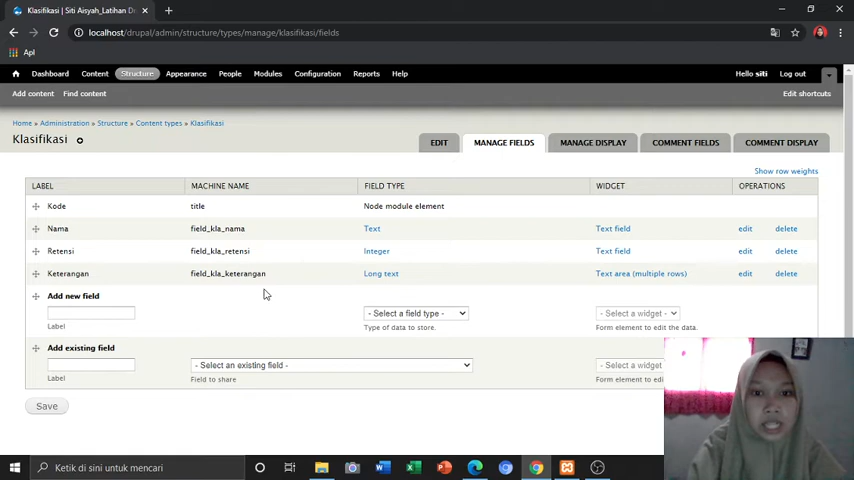 Klasifikasi | Siti Aisyah_Latihan Dr
localhost/drupal/admin/structure/types/manage/klasifikasi/fields
Apl
Dashboard Content Structure Appearance People Modules Configuration Reports Help
Hello siti Log out
Add content Find content
Edit shortcuts
Home » Administration » Structure » Content types » Klasifikasi
Klasifikasi
EDIT MANAGE FIELDS MANAGE DISPLAY COMMENT FIELDS COMMENT DISPLAY
Show row weights
LABEL MACHINE NAME FIELD TYPE WIDGET OPERATIONS
Kode title Node module element
Nama field_kla_nama Text Text field edit delete
Retensi field_kla_retensi Integer Text field edit delete
Keterangan field_kla_keterangan Long text Text area (multiple rows) edit delete
Add new field
- Select a field type - - Select a widget -
Label Type of data to store. Form element to edit the data.
Add existing field
- Select an existing field - - Select a widget
Label Field to share Form element to edi
Save
Ketik di sini untuk mencari